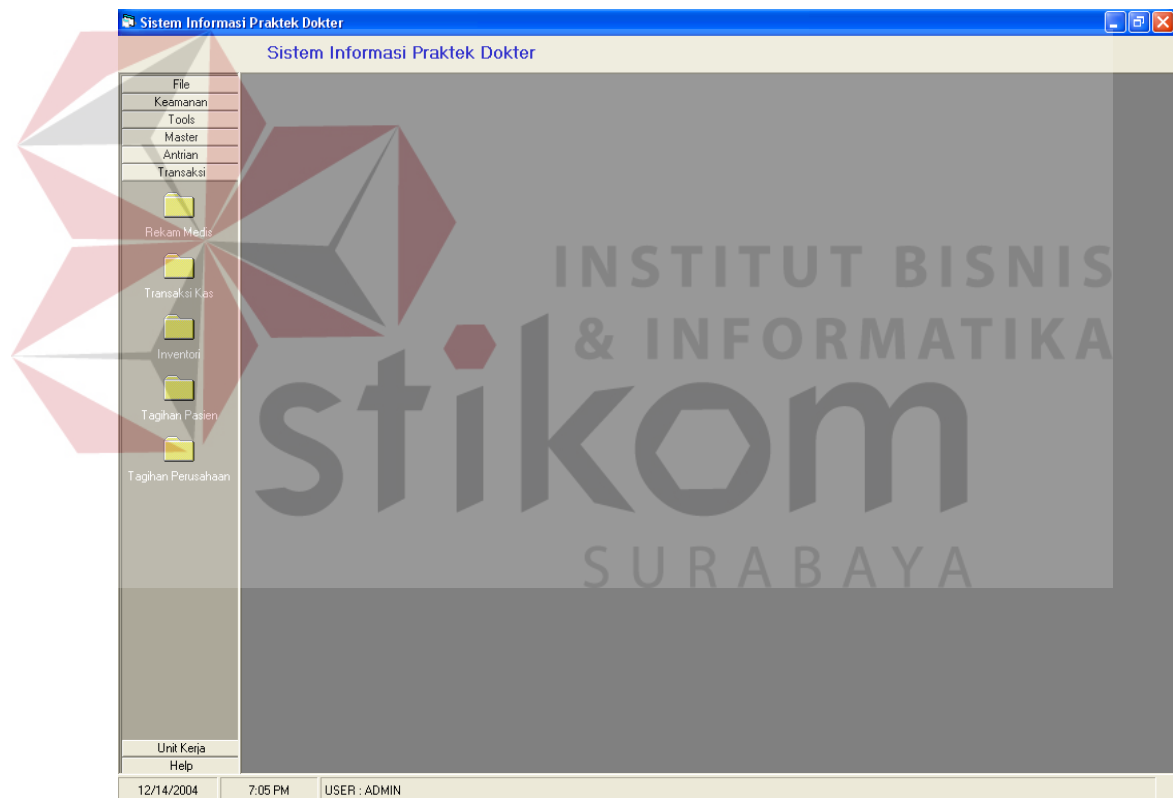 Sistem Informasi Praktek Dokter
Sistem Informasi Praktek Dokter
File
Keamanan
Tools
Master
Antrian
Transaksi
Rekam Medis
Transaksi Kas
Inventori
Tagihan Pasien
Tagihan Perusahaan
Unit Kerja
Help
12/14/2004 7:05 PM USER : ADMIN
INSTITUT BISNIS
& INFORMATIKA
stikom
SURABAYA